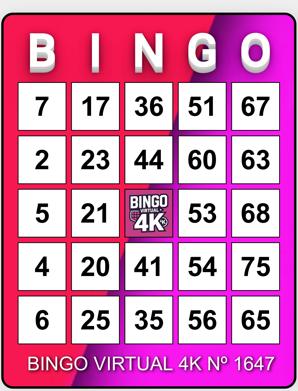 B I N G O
7 17 36 51 67
2 23 44 60 63
5 21 BINGO VIRTUAL 4K 53 68
4 20 41 54 75
6 25 35 56 65
BINGO VIRTUAL 4K Nº 1647